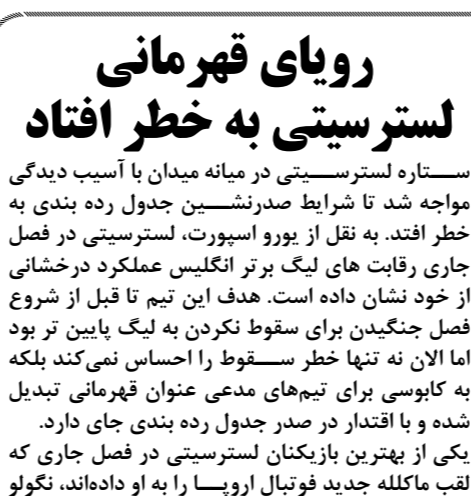 رویای قهرمانی
لسترسیتی به خطر افتاد
ستاره لسترسیتی در میانه میدان با آسیب دیدگی
مواجه شد تا شرایط صدرنشین جدول رده بندی به
خطر افتد. به نقل از یورو اسپورت، لسترسیتی در فصل
جاری رقابت های لیگ برتر انگلیس عملکرد درخشانی
از خود نشان داده است. هدف این تیم تا قبل از شروع
فصل جنگیدن برای سقوط نکردن به لیگ پایین تر بود
اما الان نه تنها خطر سقوط را احساس نمی‌کند بلکه
به کابوسی برای تیم‌های مدعی عنوان قهرمانی تبدیل
شده و با اقتدار در صدر جدول رده بندی جای دارد.
یکی از بهترین بازیکنان لسترسیتی در فصل جاری که
لقب ماکلله جدید فوتبال اروپا را به او داده‌اند، نگولو